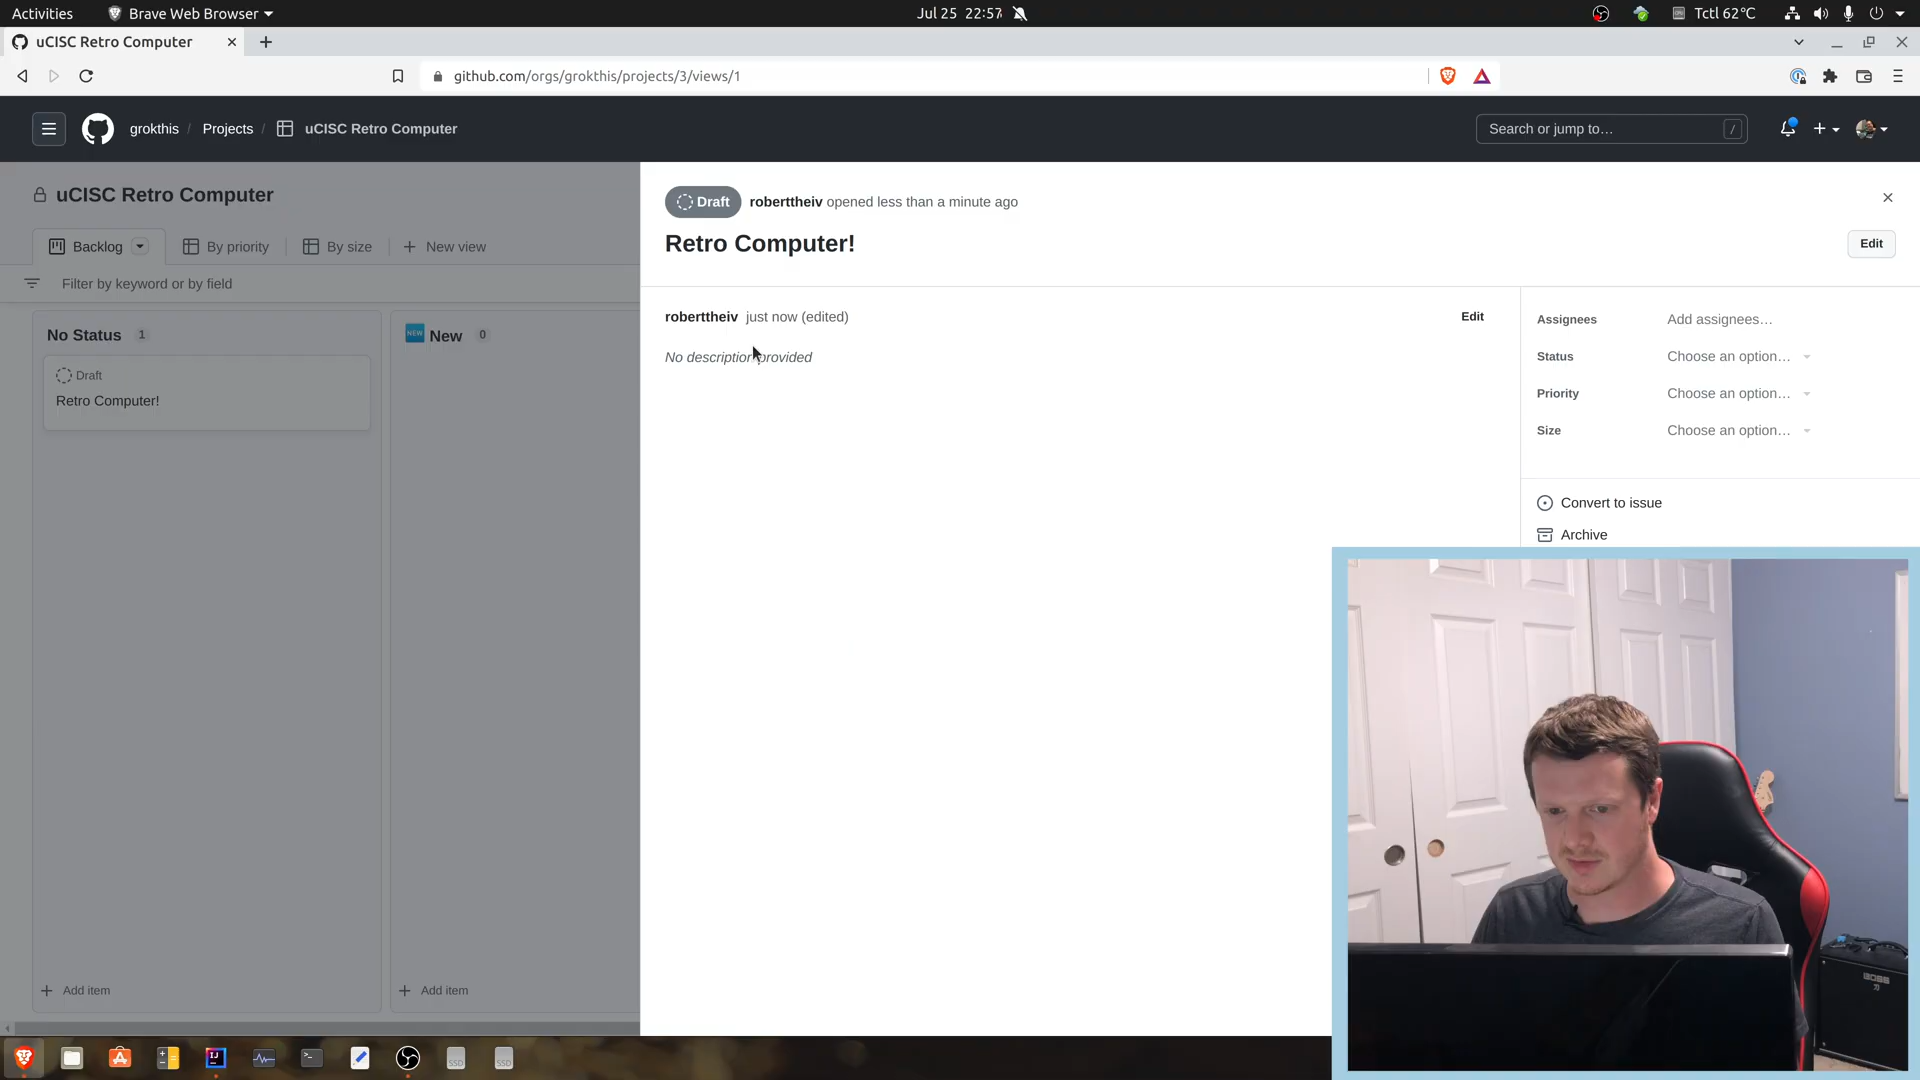 Activities
Brave Web Browser
Jul 25 22:57
Tctl 62°C
uCISC Retro Computer
github.com/orgs/grokthis/projects/3/views/1
grokthis / Projects / uCISC Retro Computer
Search or jump to…
/
uCISC Retro Computer
Backlog
By priority
By size
New view
Filter by keyword or by field
No Status 1
Draft
Retro Computer!
Add item
NEW New 0
Add item
Draft
roberttheiv opened less than a minute ago
Retro Computer!
Edit
roberttheiv just now (edited)
Edit
No description provided
Assignees Add assignees…
Status Choose an option…
Priority Choose an option…
Size Choose an option…
Convert to issue
Archive
IJ
SSD
SSD
BOSS